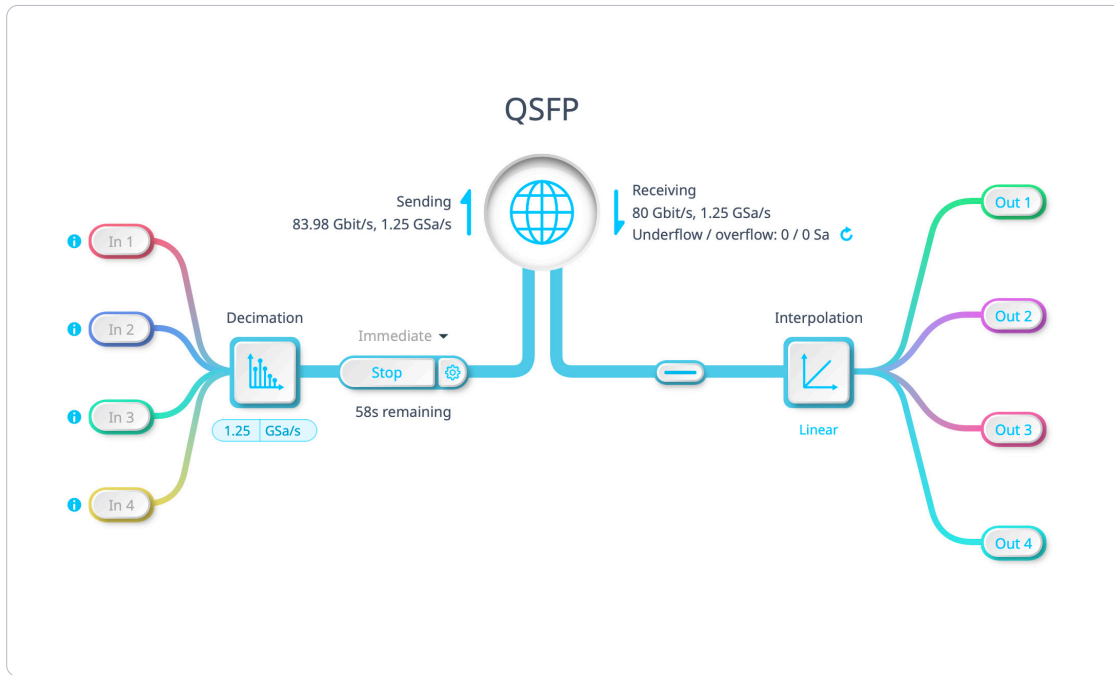 QSFP
Sending
83.98 Gbit/s, 1.25 GSa/s
Receiving
80 Gbit/s, 1.25 GSa/s
Underflow / overflow: 0 / 0 Sa
In 1
In 2
In 3
In 4
Decimation
1.25 GSa/s
Immediate
Stop
58s remaining
Interpolation
Linear
Out 1
Out 2
Out 3
Out 4